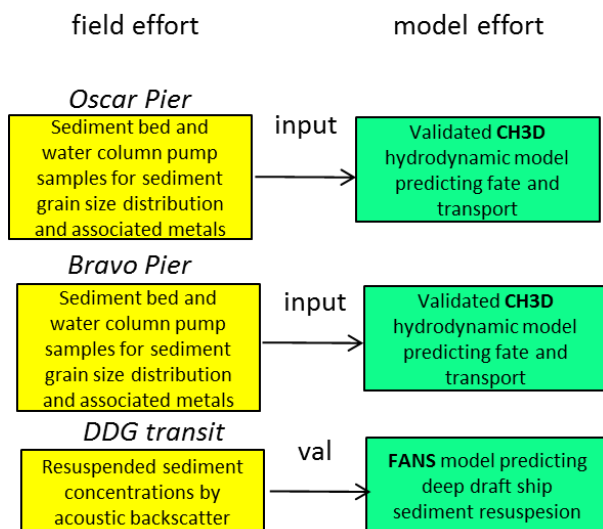 field effort
model effort
Oscar Pier
input
Sediment bed and
water column pump
samples for sediment
grain size distribution
and associated metals
Validated CH3D
hydrodynamic model
predicting fate and
transport
Bravo Pier
input
Sediment bed and
water column pump
samples for sediment
grain size distribution
and associated metals
Validated CH3D
hydrodynamic model
predicting fate and
transport
DDG transit
val
Resuspended sediment
concentrations by
acoustic backscatter
FANS model predicting
deep draft ship
sediment resuspesion